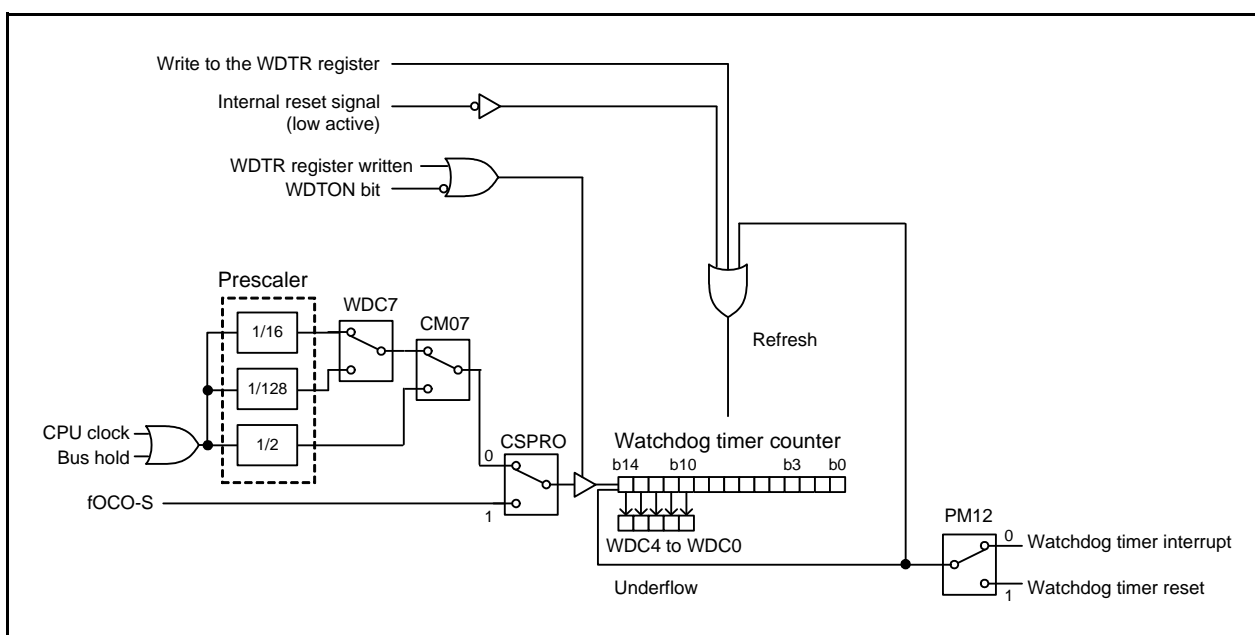 Write to the WDTR register
Internal reset signal
(low active)
WDTR register written
WDTON bit
Prescaler
WDC7
1/16
CM07
Refresh
1/128
CPU clock
Bus hold
1/2
CSPRO
Watchdog timer counter
0
b14
b10
b3
b0
fOCO-S
1
WDC4 to WDC0
PM12
0
Watchdog timer interrupt
Underflow
Watchdog timer reset
1